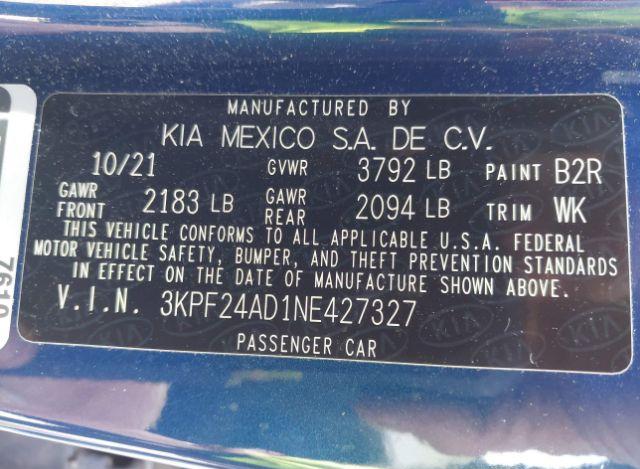 MANUFACTURED BY
KIA MEXICO S.A. DE C.V.
10/21 GVWR 3792 LB PAINT B2R
GAWR FRONT 2183 LB GAWR REAR 2094 LB TRIM WK
THIS VEHICLE CONFORMS TO ALL APPLICABLE U.S.A. FEDERAL
MOTOR VEHICLE SAFETY, BUMPER, AND THEFT PREVENTION STANDARDS
IN EFFECT ON THE DATE OF MANUFACTURE SHOWN ABOVE.
V.I.N. 3KPF24AD1NE427327
PASSENGER CAR